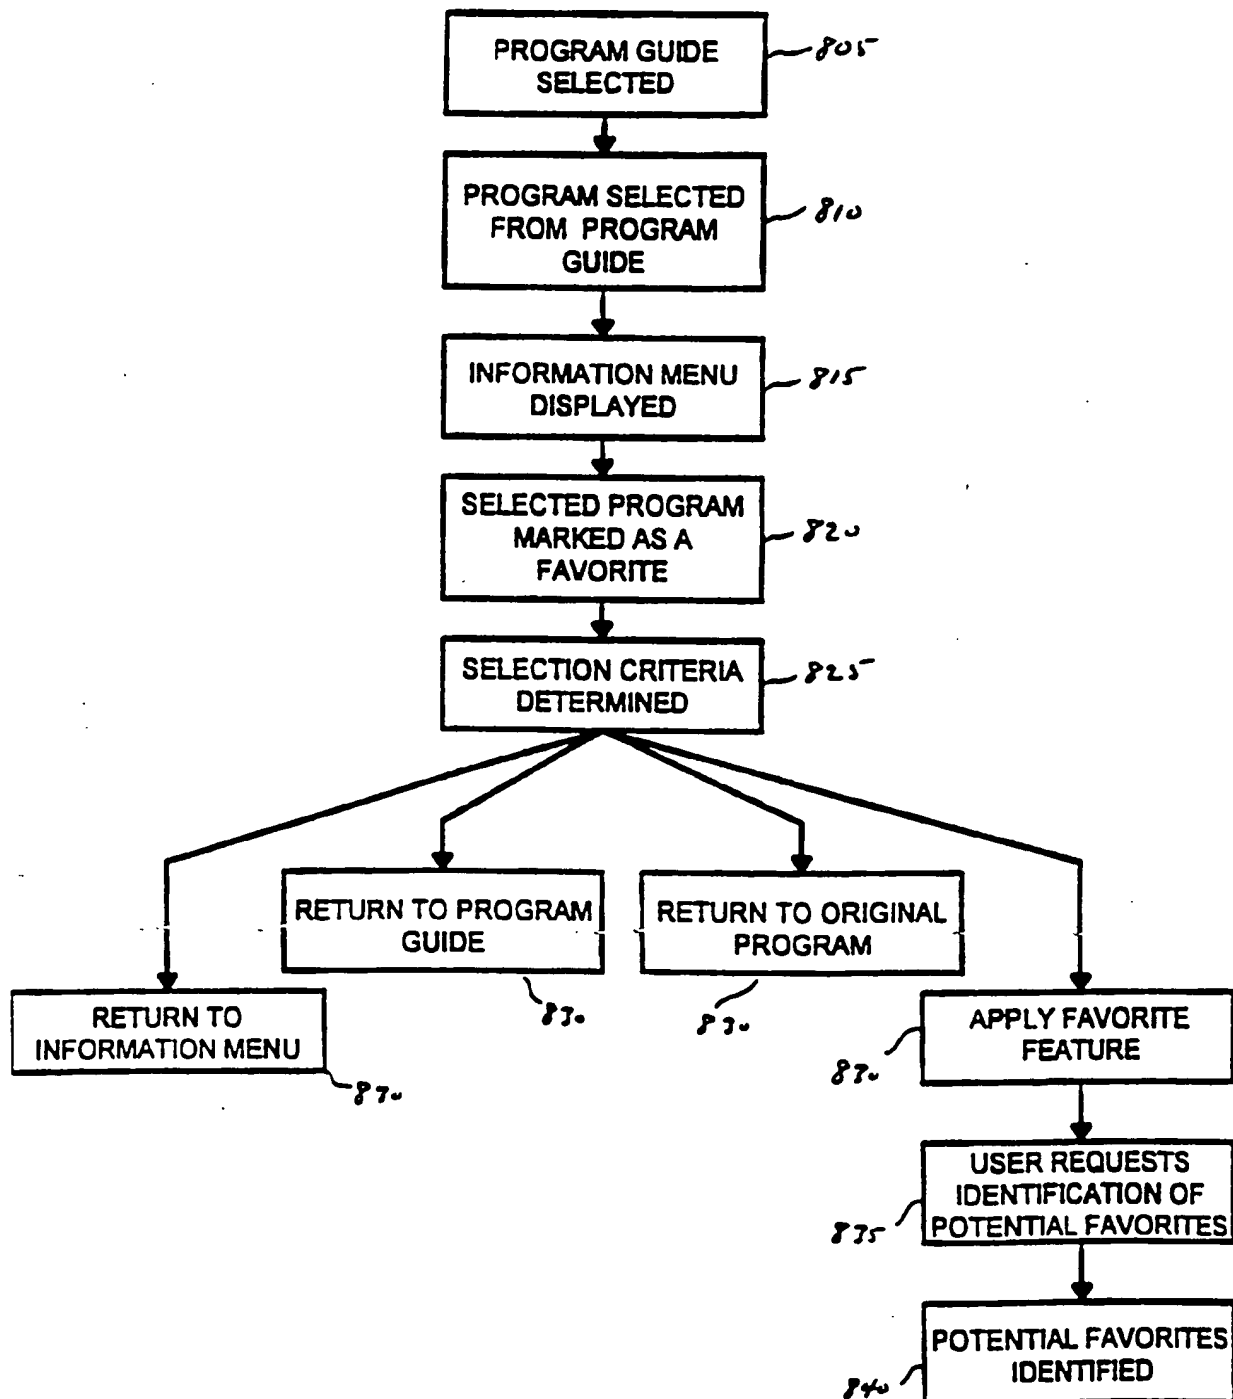 PROGRAM GUIDE
SELECTED
805
PROGRAM SELECTED
FROM PROGRAM
GUIDE
810
INFORMATION MENU
DISPLAYED
815
SELECTED PROGRAM
MARKED AS A
FAVORITE
820
SELECTION CRITERIA
DETERMINED
825
RETURN TO
INFORMATION MENU
830
RETURN TO PROGRAM
GUIDE
830
RETURN TO ORIGINAL
PROGRAM
830
APPLY FAVORITE
FEATURE
830
USER REQUESTS
IDENTIFICATION OF
POTENTIAL FAVORITES
835
POTENTIAL FAVORITES
IDENTIFIED
840